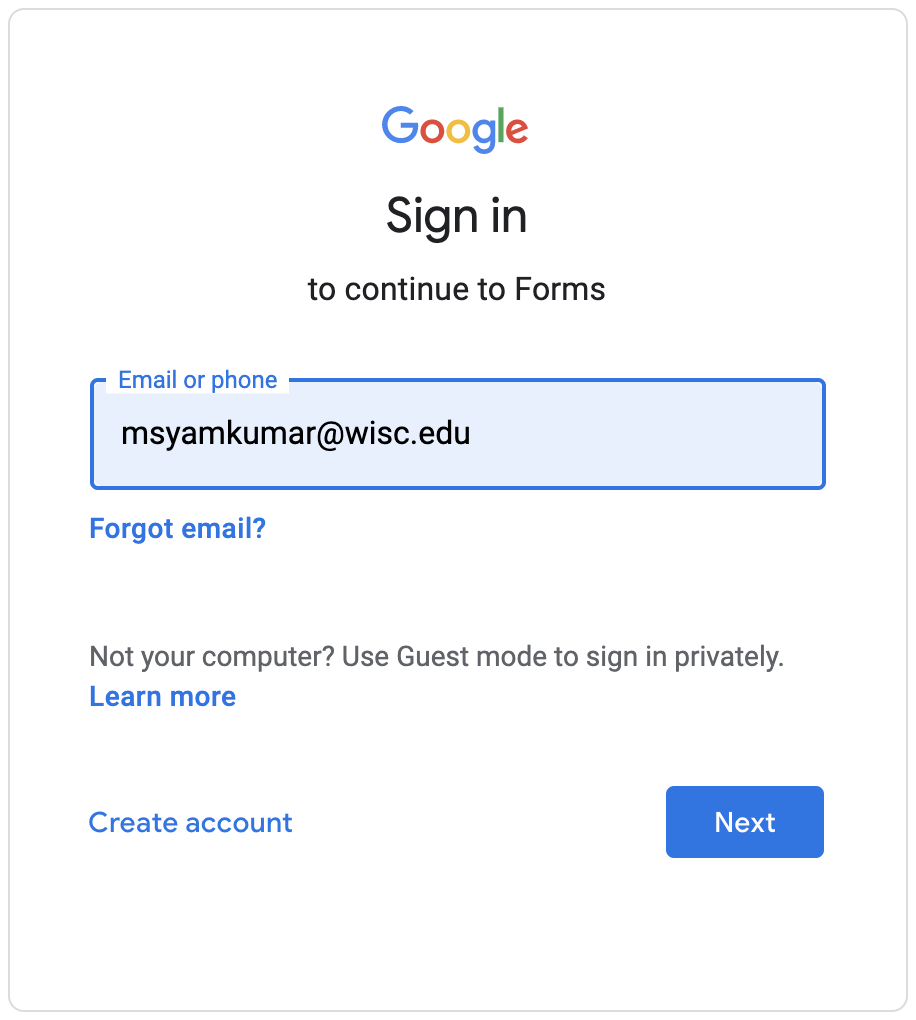 Google
Sign in
to continue to Forms
Email or phone
msyamkumar@wisc.edu
Forgot email?
Not your computer? Use Guest mode to sign in privately.
Learn more
Create account
Next